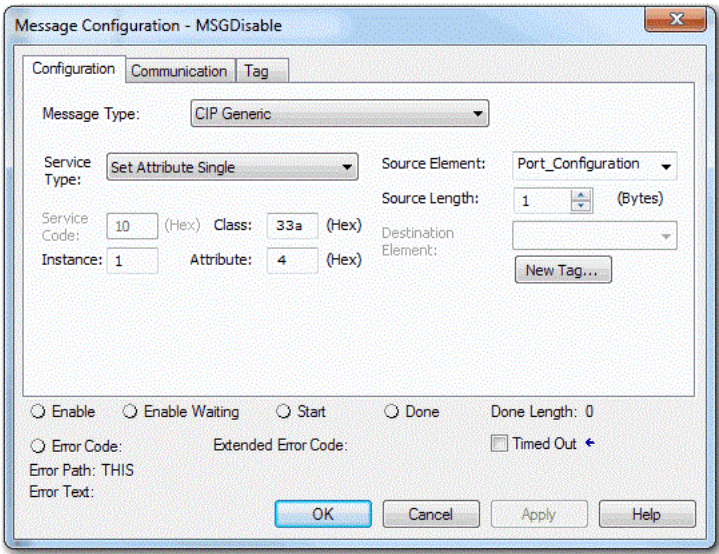 Message Configuration - MSGDisable
Configuration Communication Tag
Message Type: CIP Generic
Service Type: Set Attribute Single Source Element: Port_Configuration
Source Length: 1 (Bytes)
Service Code: 10 (Hex) Class: 33a (Hex) Destination Element:
Instance: 1 Attribute: 4 (Hex)
New Tag...
Enable Enable Waiting Start Done Done Length: 0
Error Code: Extended Error Code: Timed Out
Error Path: THIS
Error Text:
OK Cancel Apply Help